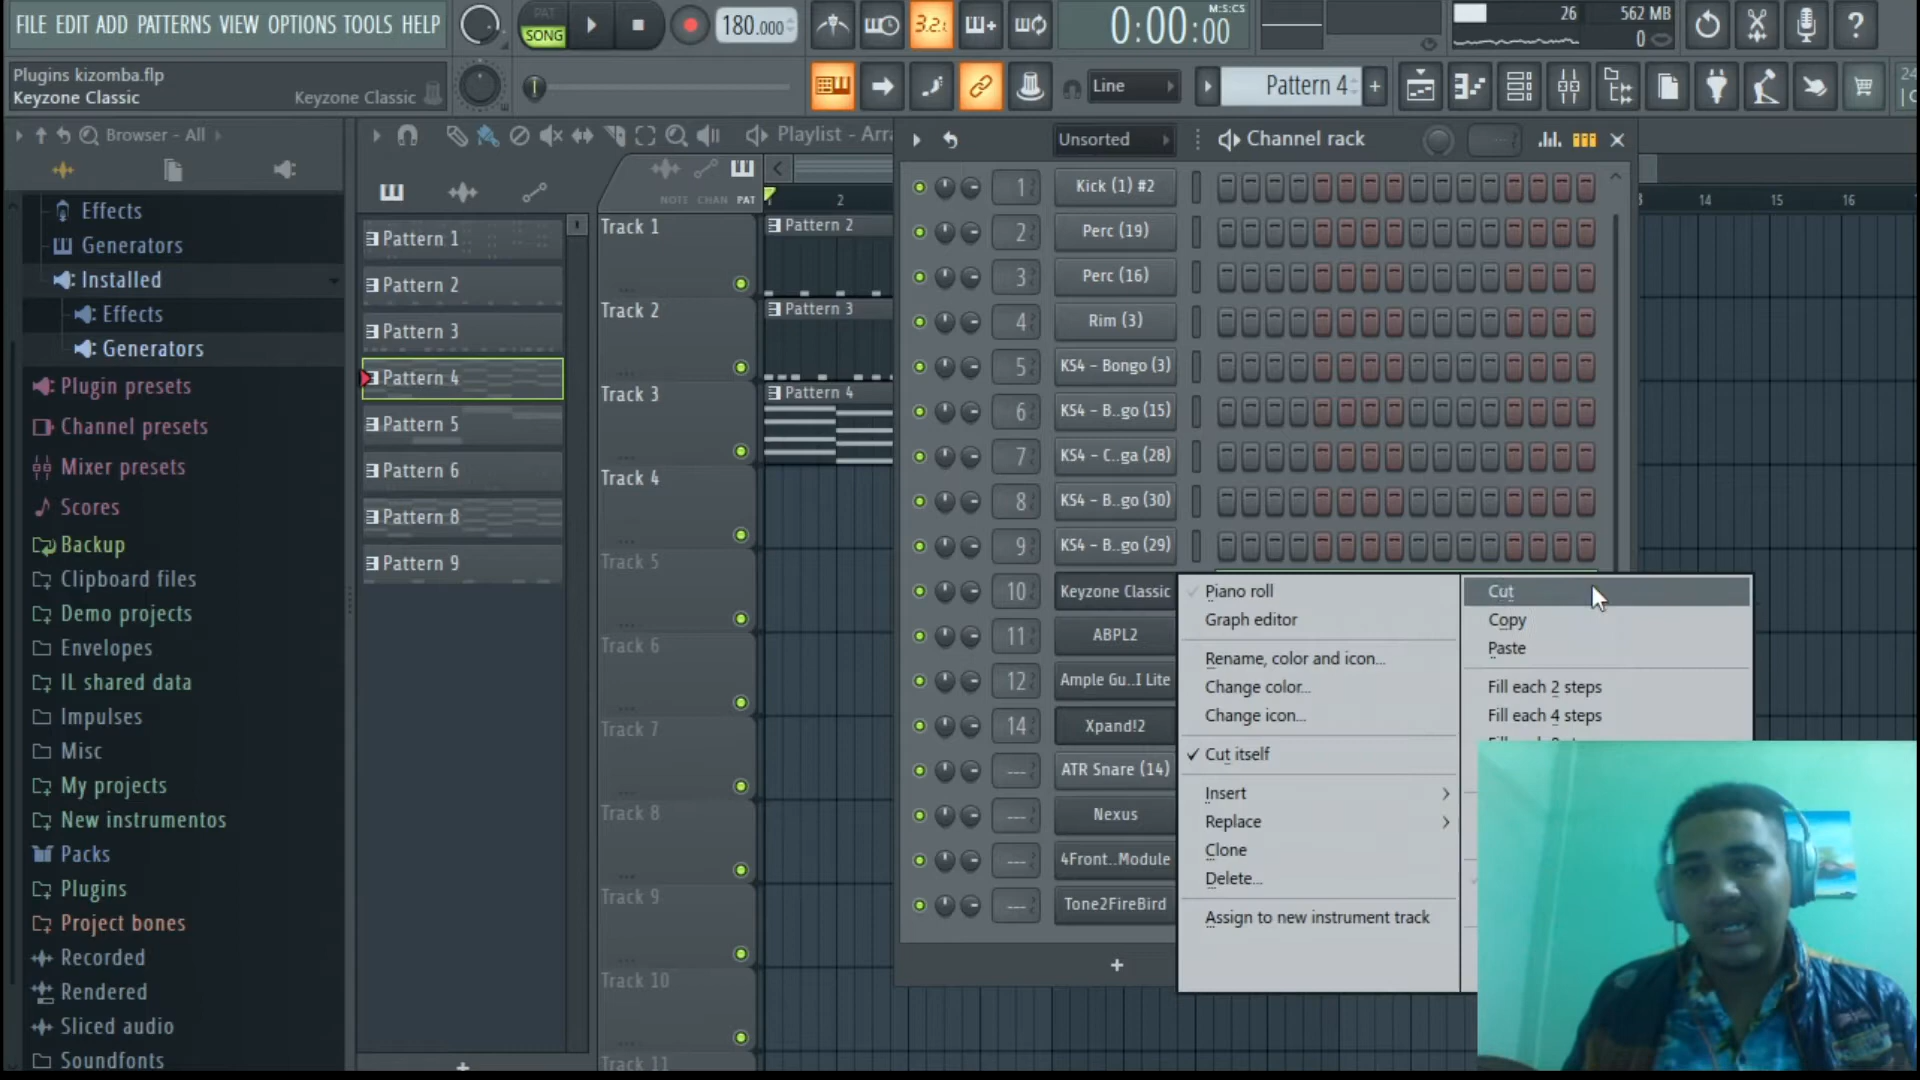 FILE EDIT ADD PATTERNS VIEW OPTIONS TOOLS HELP
PAT
SONG
180.000
3.2.
0:00:00
M:S:CS
26
562 MB
0
Plugins kizomba.flp
Keyzone Classic
Keyzone Classic
Line
Pattern 4
Browser - All
Effects
Generators
Installed
Effects
Generators
Plugin presets
Channel presets
Mixer presets
Scores
Backup
Clipboard files
Demo projects
Envelopes
IL shared data
Impulses
Misc
My projects
New instrumentos
Packs
Plugins
Project bones
Recorded
Rendered
Sliced audio
Soundfonts
Pattern 1
Pattern 2
Pattern 3
Pattern 4
Pattern 5
Pattern 6
Pattern 8
Pattern 9
Playlist - Arra
NOTE CHAN PAT
2
14 15 16
Track 1
Pattern 2
Track 2
Pattern 3
Track 3
Pattern 4
Track 4
Track 5
Track 6
Track 7
Track 8
Track 9
Track 10
Track 11
Unsorted
Channel rack
1 Kick (1) #2
2 Perc (19)
3 Perc (16)
4 Rim (3)
5 KS4 - Bongo (3)
6 KS4 - B..go (15)
7 KS4 - C..ga (28)
8 KS4 - B..go (30)
9 KS4 - B..go (29)
10 Keyzone Classic
11 ABPL2
12 Ample Gu..I Lite
14 Xpand!2
--- ATR Snare (14)
--- Nexus
--- 4Front..Module
--- Tone2FireBird
Piano roll
Graph editor
Rename, color and icon...
Change color...
Change icon...
Cut itself
Insert
Replace
Clone
Delete...
Assign to new instrument track
Cut
Copy
Paste
Fill each 2 steps
Fill each 4 steps